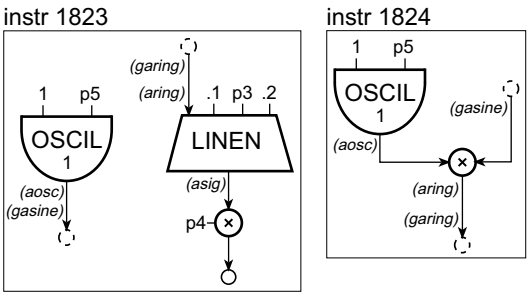 instr 1823
(garing)
(aring)
.1 p3 .2
1 p5
OSCIL
1
LINEN
(aosc)
(gasine)
(asig)
p4
×
instr 1824
1 p5
OSCIL
1
(gasine)
(aosc)
×
(aring)
(garing)